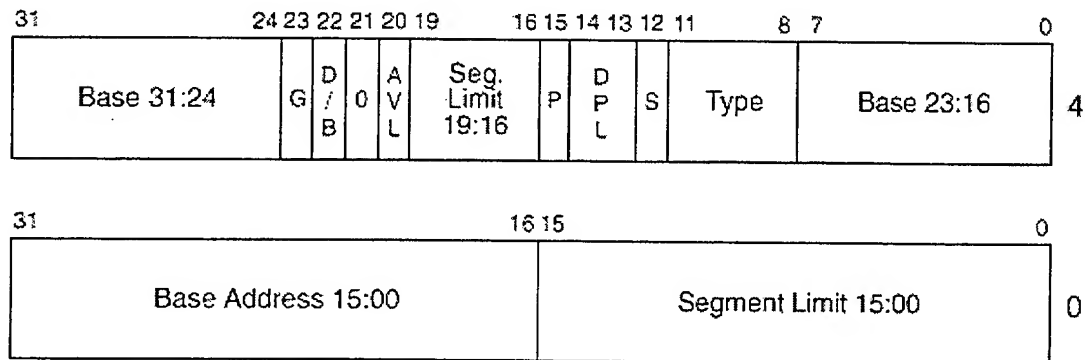 31 24 23 22 21 20 19 16 15 14 13 12 11 8 7 0
Base 31:24 G D/B 0 AVL Seg. Limit 19:16 P DPL S Type Base 23:16 4
31 16 15 0
Base Address 15:00 Segment Limit 15:00 0